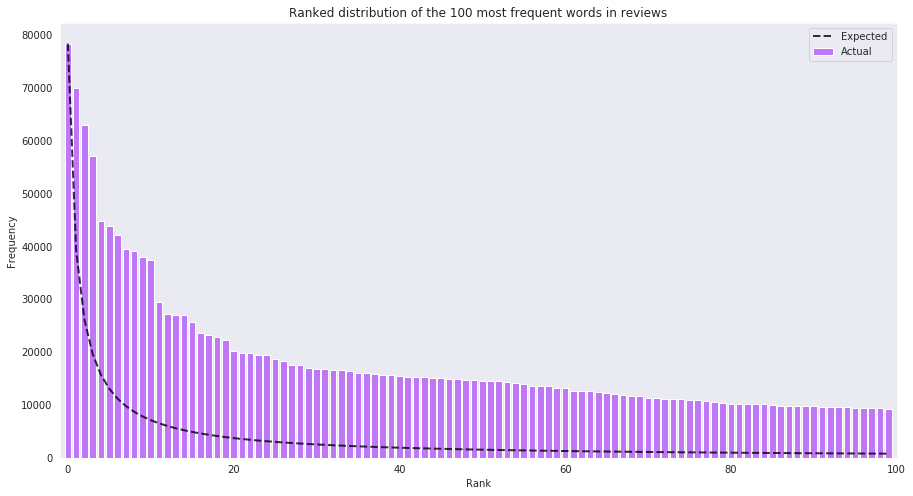 Ranked distribution of the 100 most frequent words in reviews
Expected
Actual
80000
70000
60000
50000
40000
30000
20000
10000
0
Frequency
0 20 40 60 80 100
Rank